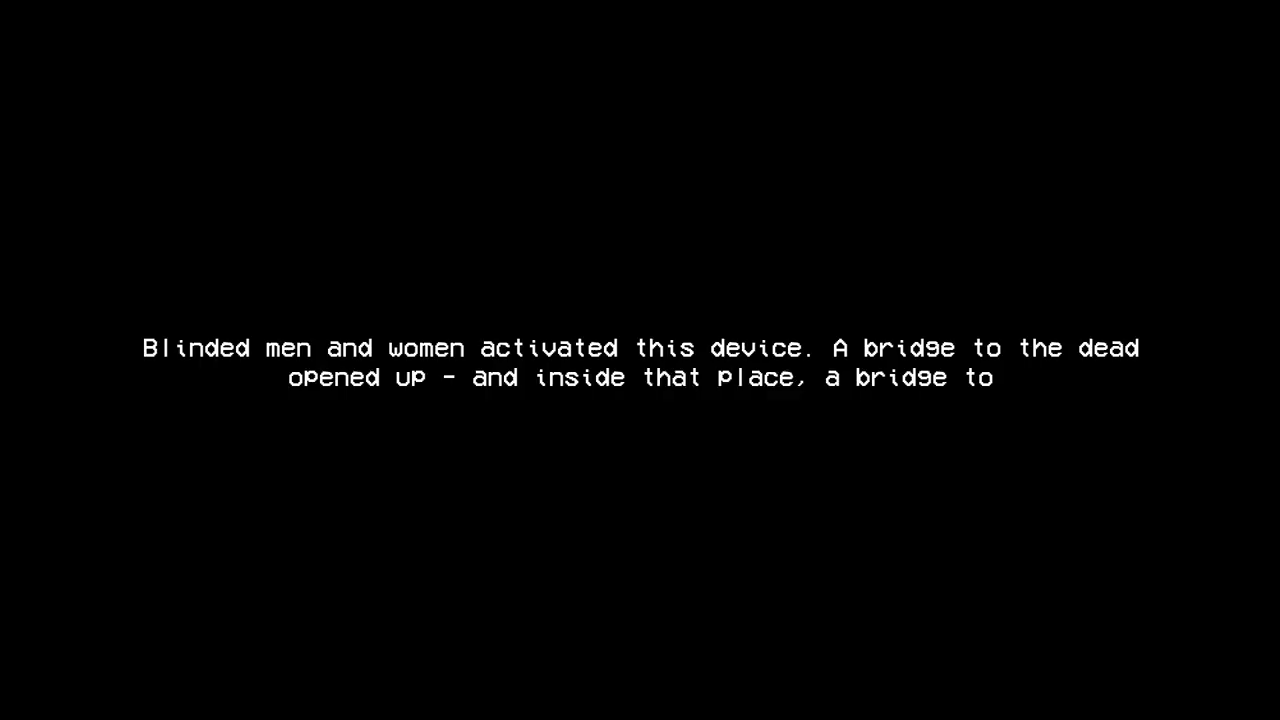 Blinded men and women activated this device. A bridge to the dead
opened up - and inside that place, a bridge to